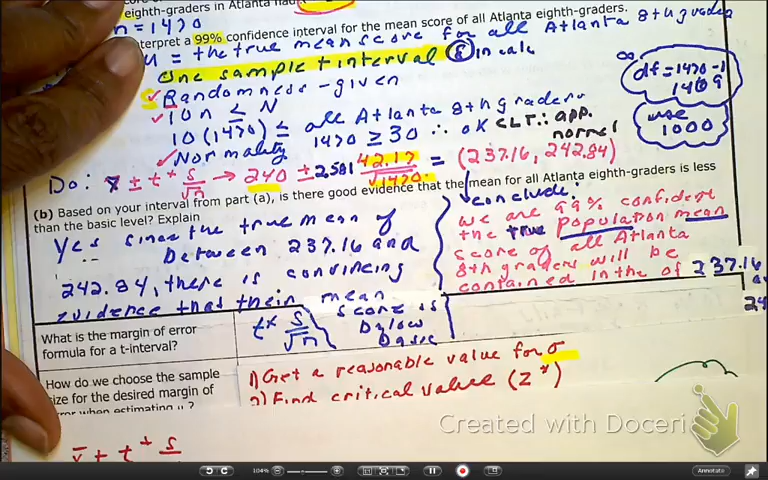 eighth-graders in Atlanta had
n = 1470
terpret a 99% confidence interval for the mean score of all Atlanta eighth-graders.
μ = the true mean score for all Atlanta 8th graders
One sample t interval 8 in calc
Randomness - given
10n ≤ N
10(1470) ≤ all Atlanta 8th graders
Normality 1470 ≥ 30 ∴ ok CLT ∴ app. normal
∞
df = 1470 - 1
1469
use
1000
Do: x̄ ± t* s/√n → 240 ± 2.581 42.17/√1470 = (237.16, 242.84)
(b) Based on your interval from part (a), is there good evidence that the mean for all Atlanta eighth-graders is less
than the basic level? Explain
Yes since the true mean of
between 237.16 and
242.84, there is convincing
evidence that their mean
score is
below
basic
conclude:
we are 99% confident
the true population mean
score of all Atlanta
8th graders will be
contained in the of 237.16
24
What is the margin of error
formula for a t-interval?
t* s/√n
How do we choose the sample
size for the desired margin of
error when estimating μ?
1) Get a reasonable value for σ
2) Find critical value (z*)
x̄ + t* s
Created with Doceri
104%
Annotate